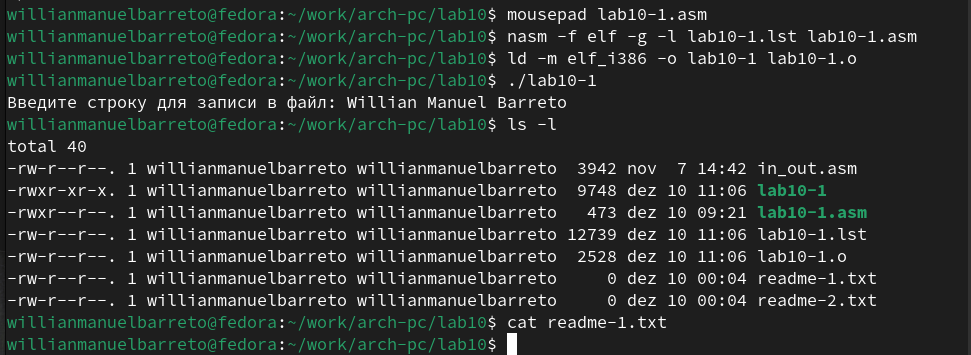 willianmanuelbarreto@fedora:~/work/arch-pc/lab10$ mousepad lab10-1.asm
willianmanuelbarreto@fedora:~/work/arch-pc/lab10$ nasm -f elf -g -l lab10-1.lst lab10-1.asm
willianmanuelbarreto@fedora:~/work/arch-pc/lab10$ ld -m elf_i386 -o lab10-1 lab10-1.o
willianmanuelbarreto@fedora:~/work/arch-pc/lab10$ ./lab10-1
Введите строку для записи в файл: Willian Manuel Barreto
willianmanuelbarreto@fedora:~/work/arch-pc/lab10$ ls -l
total 40
-rw-r--r--. 1 willianmanuelbarreto willianmanuelbarreto  3942 nov  7 14:42 in_out.asm
-rwxr-xr-x. 1 willianmanuelbarreto willianmanuelbarreto  9748 dez 10 11:06 lab10-1
-rwxr--r--. 1 willianmanuelbarreto willianmanuelbarreto   473 dez 10 09:21 lab10-1.asm
-rw-r--r--. 1 willianmanuelbarreto willianmanuelbarreto 12739 dez 10 11:06 lab10-1.lst
-rw-r--r--. 1 willianmanuelbarreto willianmanuelbarreto  2528 dez 10 11:06 lab10-1.o
-rw-r--r--. 1 willianmanuelbarreto willianmanuelbarreto     0 dez 10 00:04 readme-1.txt
-rw-r--r--. 1 willianmanuelbarreto willianmanuelbarreto     0 dez 10 00:04 readme-2.txt
willianmanuelbarreto@fedora:~/work/arch-pc/lab10$ cat readme-1.txt
willianmanuelbarreto@fedora:~/work/arch-pc/lab10$